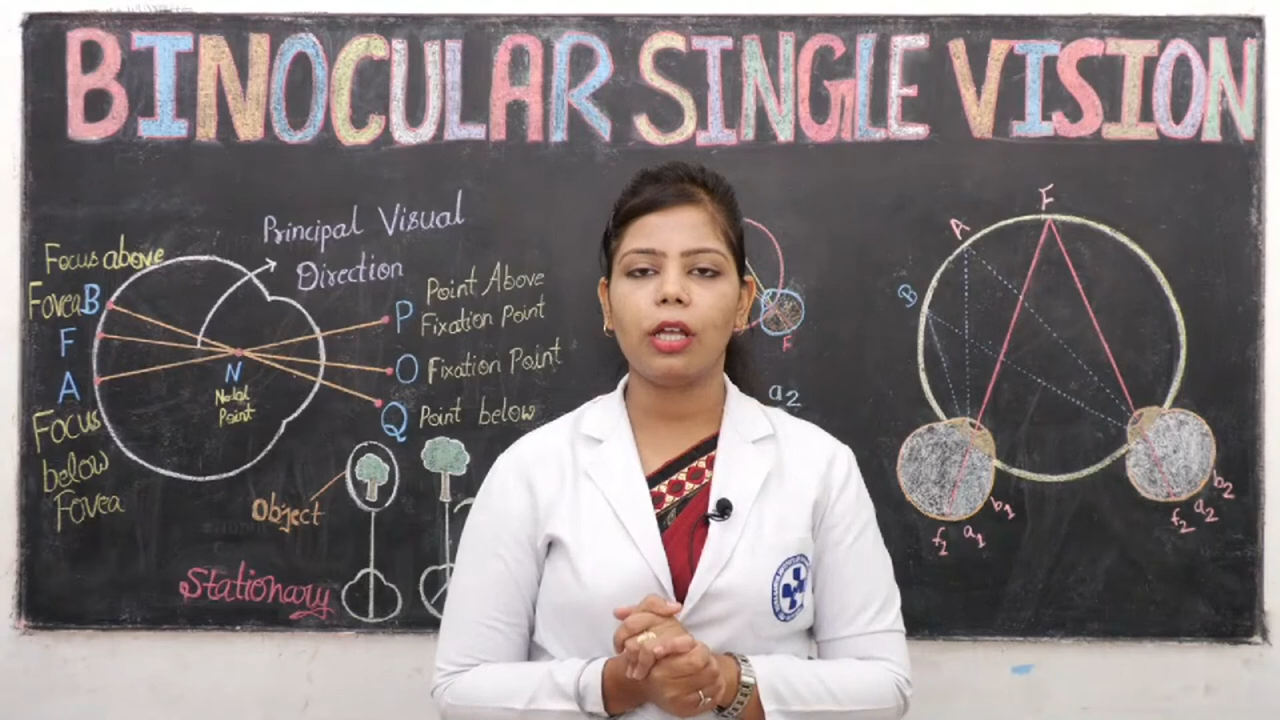 BINOCULAR SINGLE VISION
Principal Visual
Direction
Focus above
Fovea B
F
A
Focus
below
Fovea
N
Nodal
Point
P Point Above
Fixation Point
O Fixation Point
Q Point below
Object
Stationary
F
a2
F
A
B
f1 a1 b1
f2 a2 b2